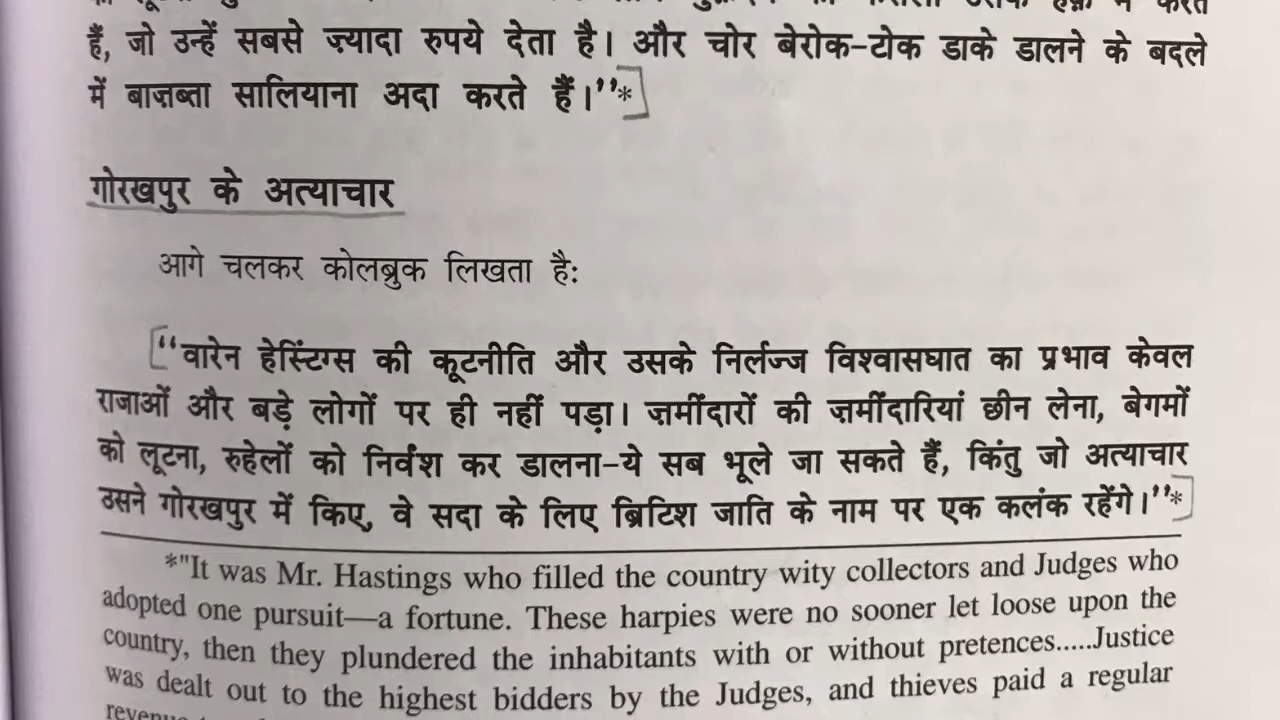 हैं, जो उन्हें सबसे ज़्यादा रुपये देता है। और चोर बेरोक-टोक डाके डालने के बदले
में बाज़ब्ता सालियाना अदा करते हैं।’’*
गोरखपुर के अत्याचार
आगे चलकर कोलब्रुक लिखता है:
‘‘वारेन हेस्टिंग्स की कूटनीति और उसके निर्लज्ज विश्वासघात का प्रभाव केवल
राजाओं और बड़े लोगों पर ही नहीं पड़ा। ज़मींदारों की ज़मींदारियां छीन लेना, बेगमों
को लूटना, रुहेलों को निर्वंश कर डालना-ये सब भूले जा सकते हैं, किंतु जो अत्याचार
उसने गोरखपुर में किए, वे सदा के लिए ब्रिटिश जाति के नाम पर एक कलंक रहेंगे।’’*
*"It was Mr. Hastings who filled the country wity collectors and Judges who
adopted one pursuit—a fortune. These harpies were no sooner let loose upon the
country, then they plundered the inhabitants with or without pretences.....Justice
was dealt out to the highest bidders by the Judges, and thieves paid a regular